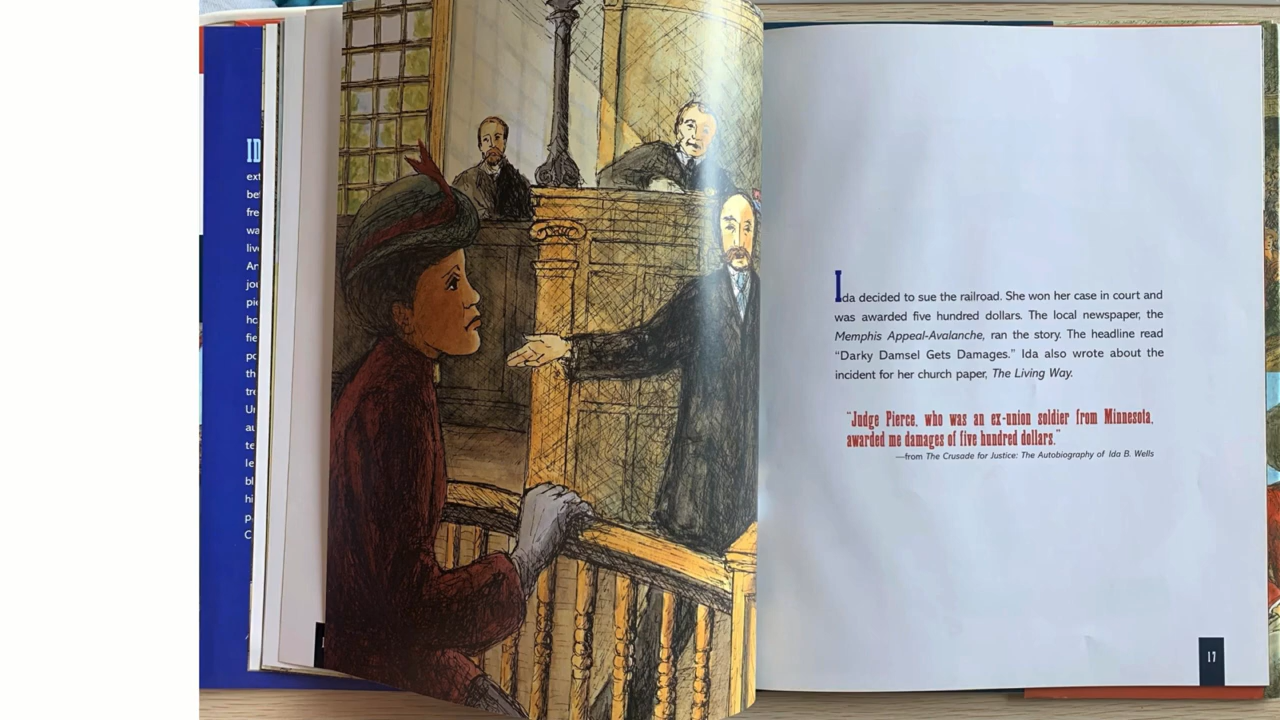 ID
Ida decided to sue the railroad. She won her case in court and
was awarded five hundred dollars. The local newspaper, the
Memphis Appeal-Avalanche, ran the story. The headline read
“Darky Damsel Gets Damages.” Ida also wrote about the
incident for her church paper, The Living Way.
“Judge Pierce, who was an ex-union soldier from Minnesota,
awarded me damages of five hundred dollars.”
—from The Crusade for Justice: The Autobiography of Ida B. Wells
17